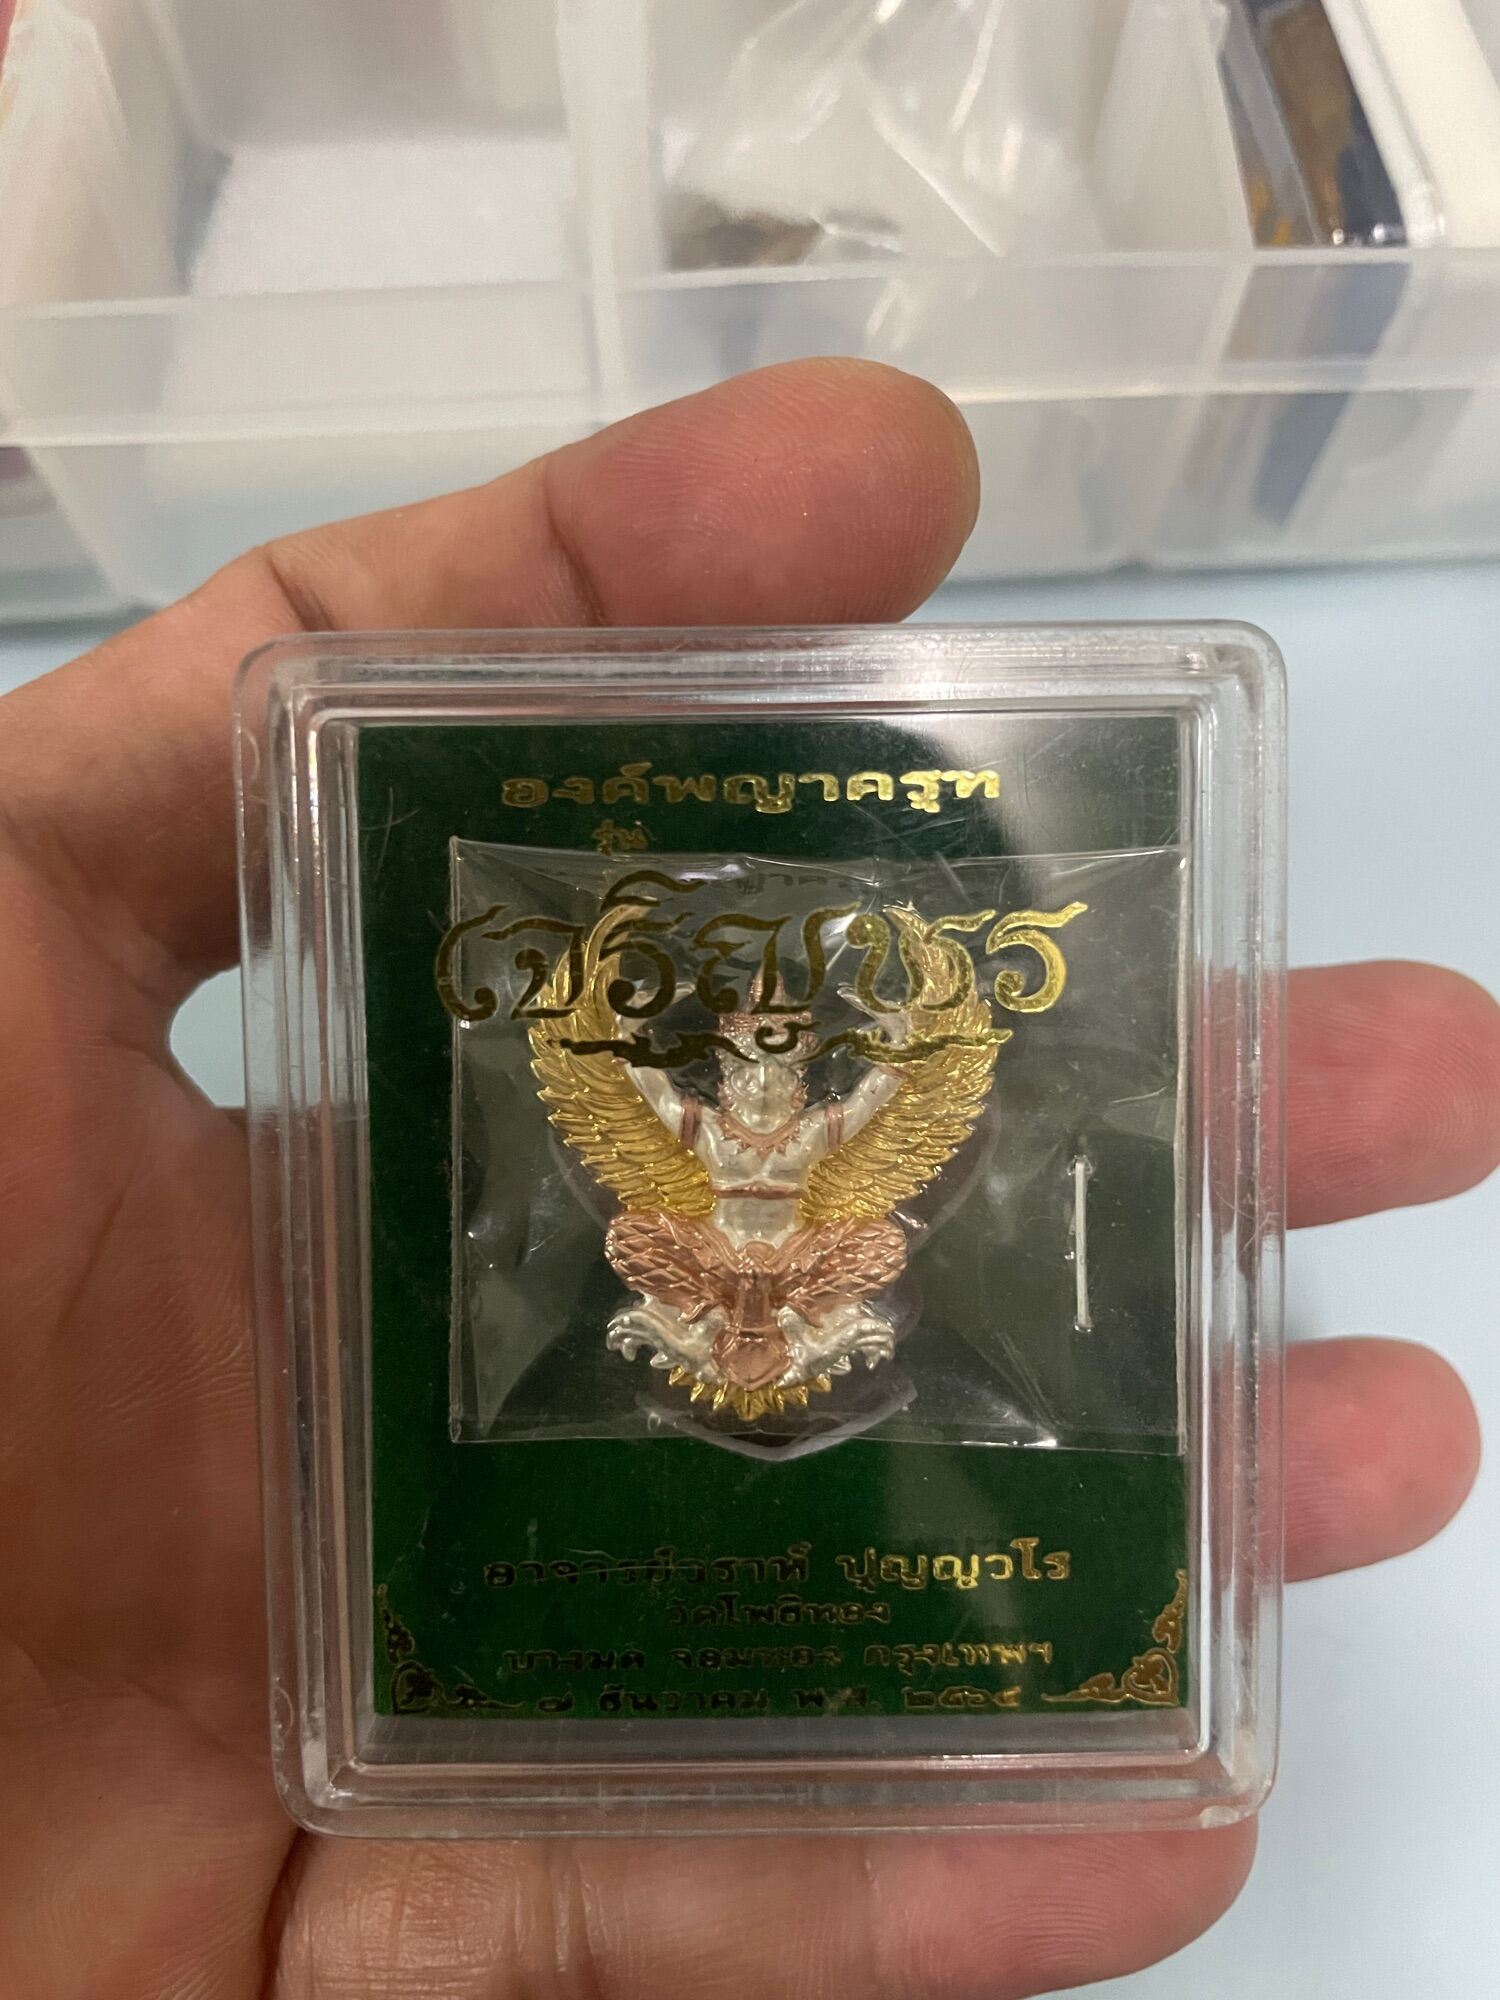 องค์พญาครุฑ
รุ่น
เจริญพร
อาจารย์วราห์ ปุญญวโร
วัดโพธิทอง
บางมด จอมทอง กรุงเทพฯ
๗ ธันวาคม พ.ศ. ๒๕๖๔